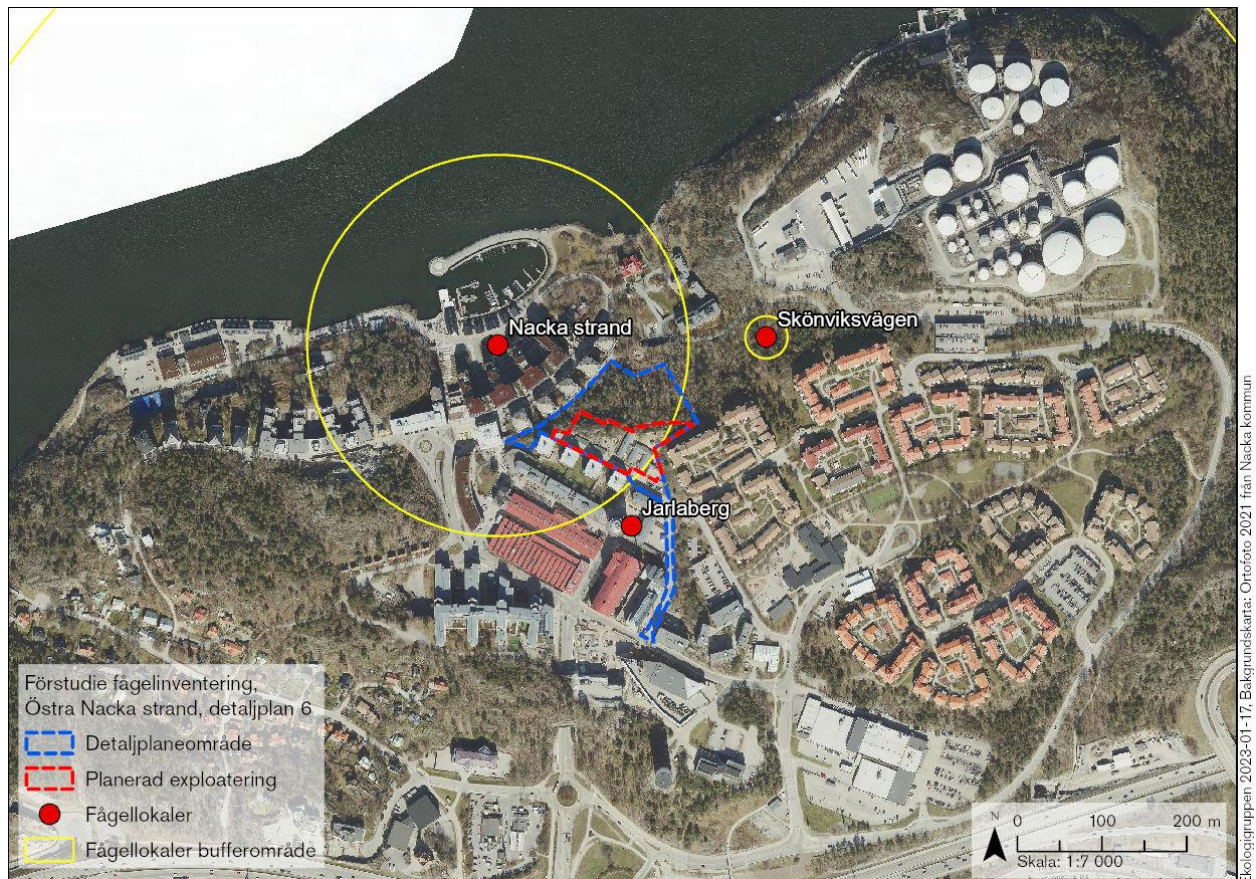 Nacka strand
Skönviksvägen
Jarlaberg
Förstudie fågelinventering,
Östra Nacka strand, detaljplan 6
Detaljplaneområde
Planerad exploatering
Fågellokaler
Fågellokaler bufferområde
N
0 100 200 m
Skala: 1:7 000
Ekologigruppen 2023-01-17, Bakgrundskarta: Ortofoto 2021 från Nacka kommun